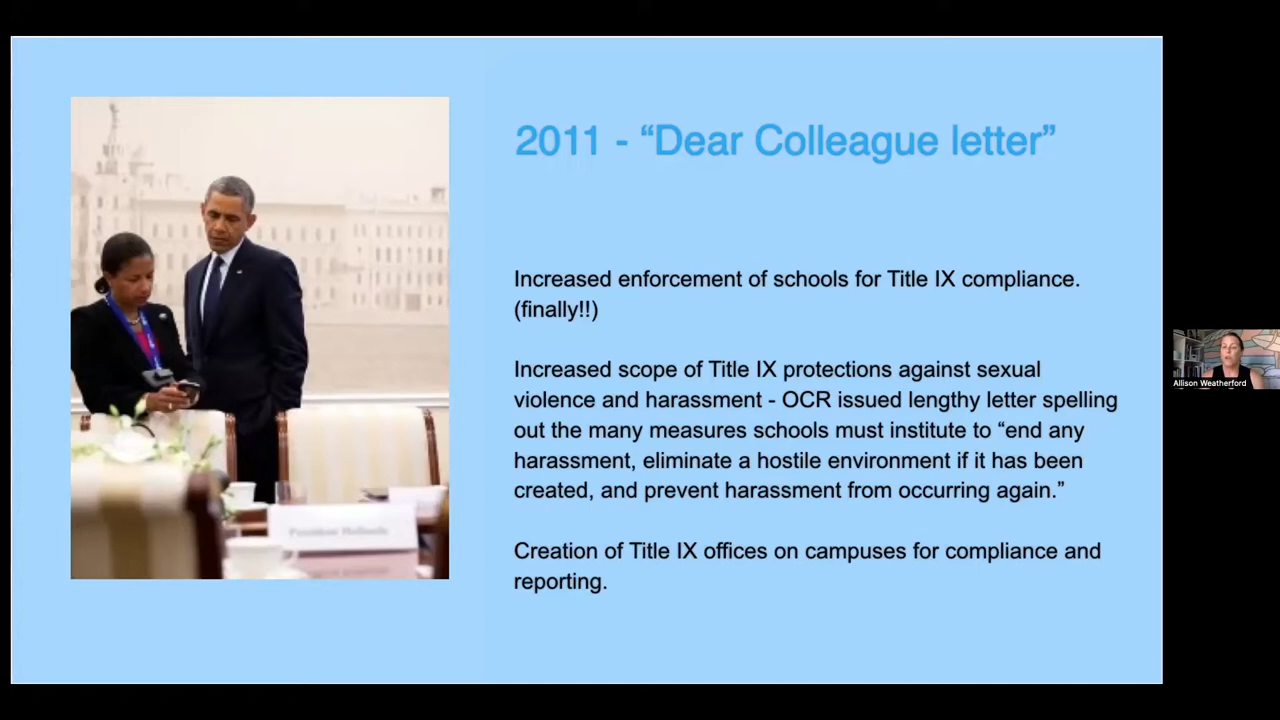 2011 - “Dear Colleague letter”
Increased enforcement of schools for Title IX compliance.
(finally!!)
Increased scope of Title IX protections against sexual
violence and harassment - OCR issued lengthy letter spelling
out the many measures schools must institute to “end any
harassment, eliminate a hostile environment if it has been
created, and prevent harassment from occurring again.”
Creation of Title IX offices on campuses for compliance and
reporting.
Allison Weatherford